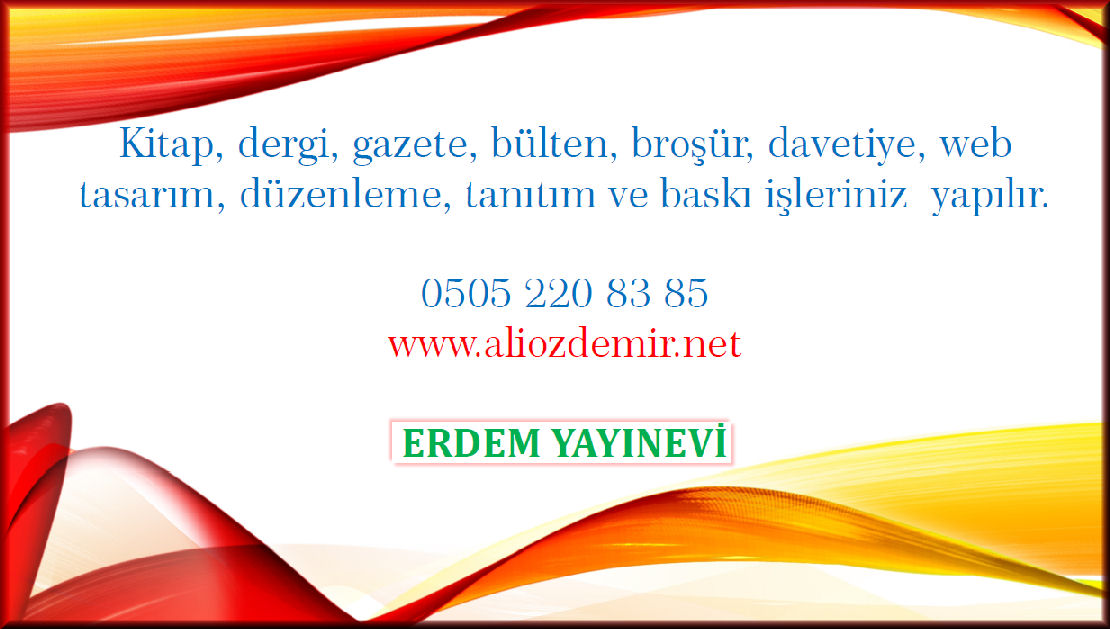 Kitap, dergi, gazete, bülten, broşür, davetiye, web
tasarım, düzenleme, tanıtım ve baskı işleriniz yapılır.
0505 220 83 85
www.aliozdemir.net
ERDEM YAYINEVİ